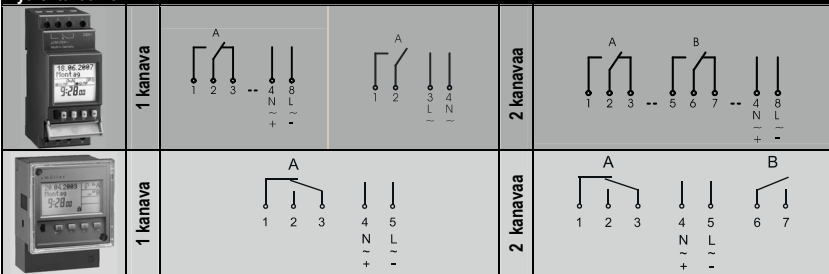 18.06.2007
Montag
9:28
1 kanava
A
1 2 3 -- 4 8
N L
~ ~
+ -
A
1 2 3 4
L N
~ ~
2 kanavaa
A B
1 2 3 -- 5 6 7 -- 4 8
N L
~ ~
+ -
20.04.2009
Montag
9:28
1 kanava
A
1 2 3 4 5
N L
~ ~
+ -
2 kanavaa
A B
1 2 3 4 5 6 7
N L
~ ~
+ -